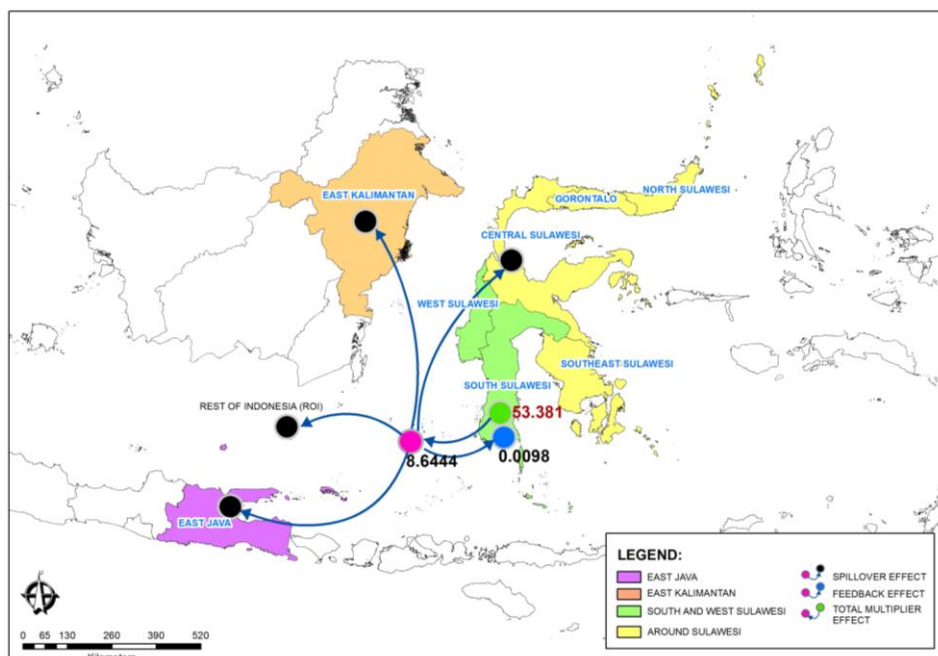 EAST KALIMANTAN
NORTH SULAWESI
GORONTALO
CENTRAL SULAWESI
WEST SULAWESI
SOUTHEAST SULAWESI
SOUTH SULAWESI
REST OF INDONESIA (ROI)
53.381
8.6444
0.0098
EAST JAVA
LEGEND:
EAST JAVA
EAST KALIMANTAN
SOUTH AND WEST SULAWESI
AROUND SULAWESI
SPILLOVER EFFECT
FEEDBACK EFFECT
TOTAL MULTIPLIER
EFFECT
0 65 130 260 390 520
Kilometers